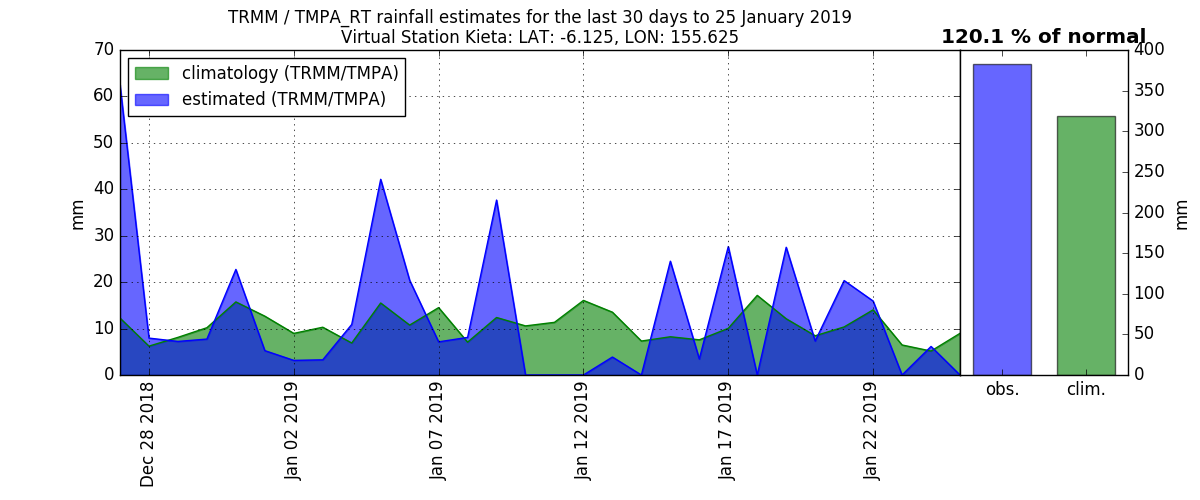 TRMM / TMPA_RT rainfall estimates for the last 30 days to 25 January 2019
Virtual Station Kieta: LAT: -6.125, LON: 155.625
120.1 % of normal
climatology (TRMM/TMPA)
estimated (TRMM/TMPA)
mm
70
60
50
40
30
20
10
0
Dec 28 2018
Jan 02 2019
Jan 07 2019
Jan 12 2019
Jan 17 2019
Jan 22 2019
obs.
clim.
400
350
300
250
200
150
100
50
0
mm